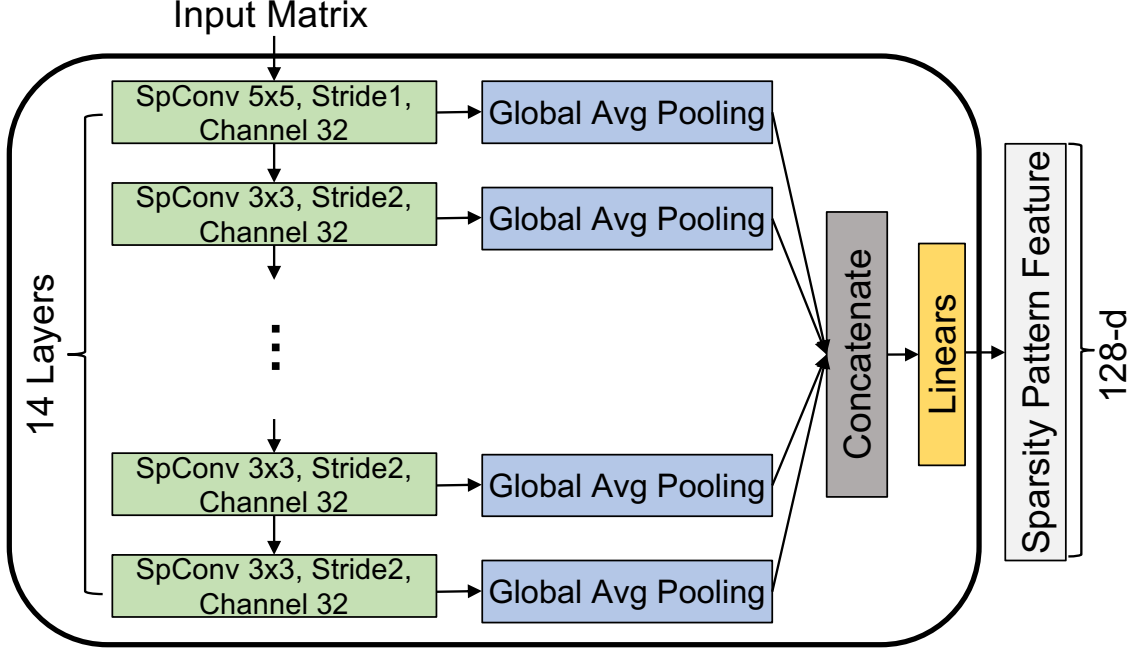 Input Matrix
SpConv 5x5, Stride1,
Channel 32
Global Avg Pooling
SpConv 3x3, Stride2,
Channel 32
Global Avg Pooling
14 Layers
...
SpConv 3x3, Stride2,
Channel 32
Global Avg Pooling
SpConv 3x3, Stride2,
Channel 32
Global Avg Pooling
Concatenate
Linears
Sparsity Pattern Feature
128-d